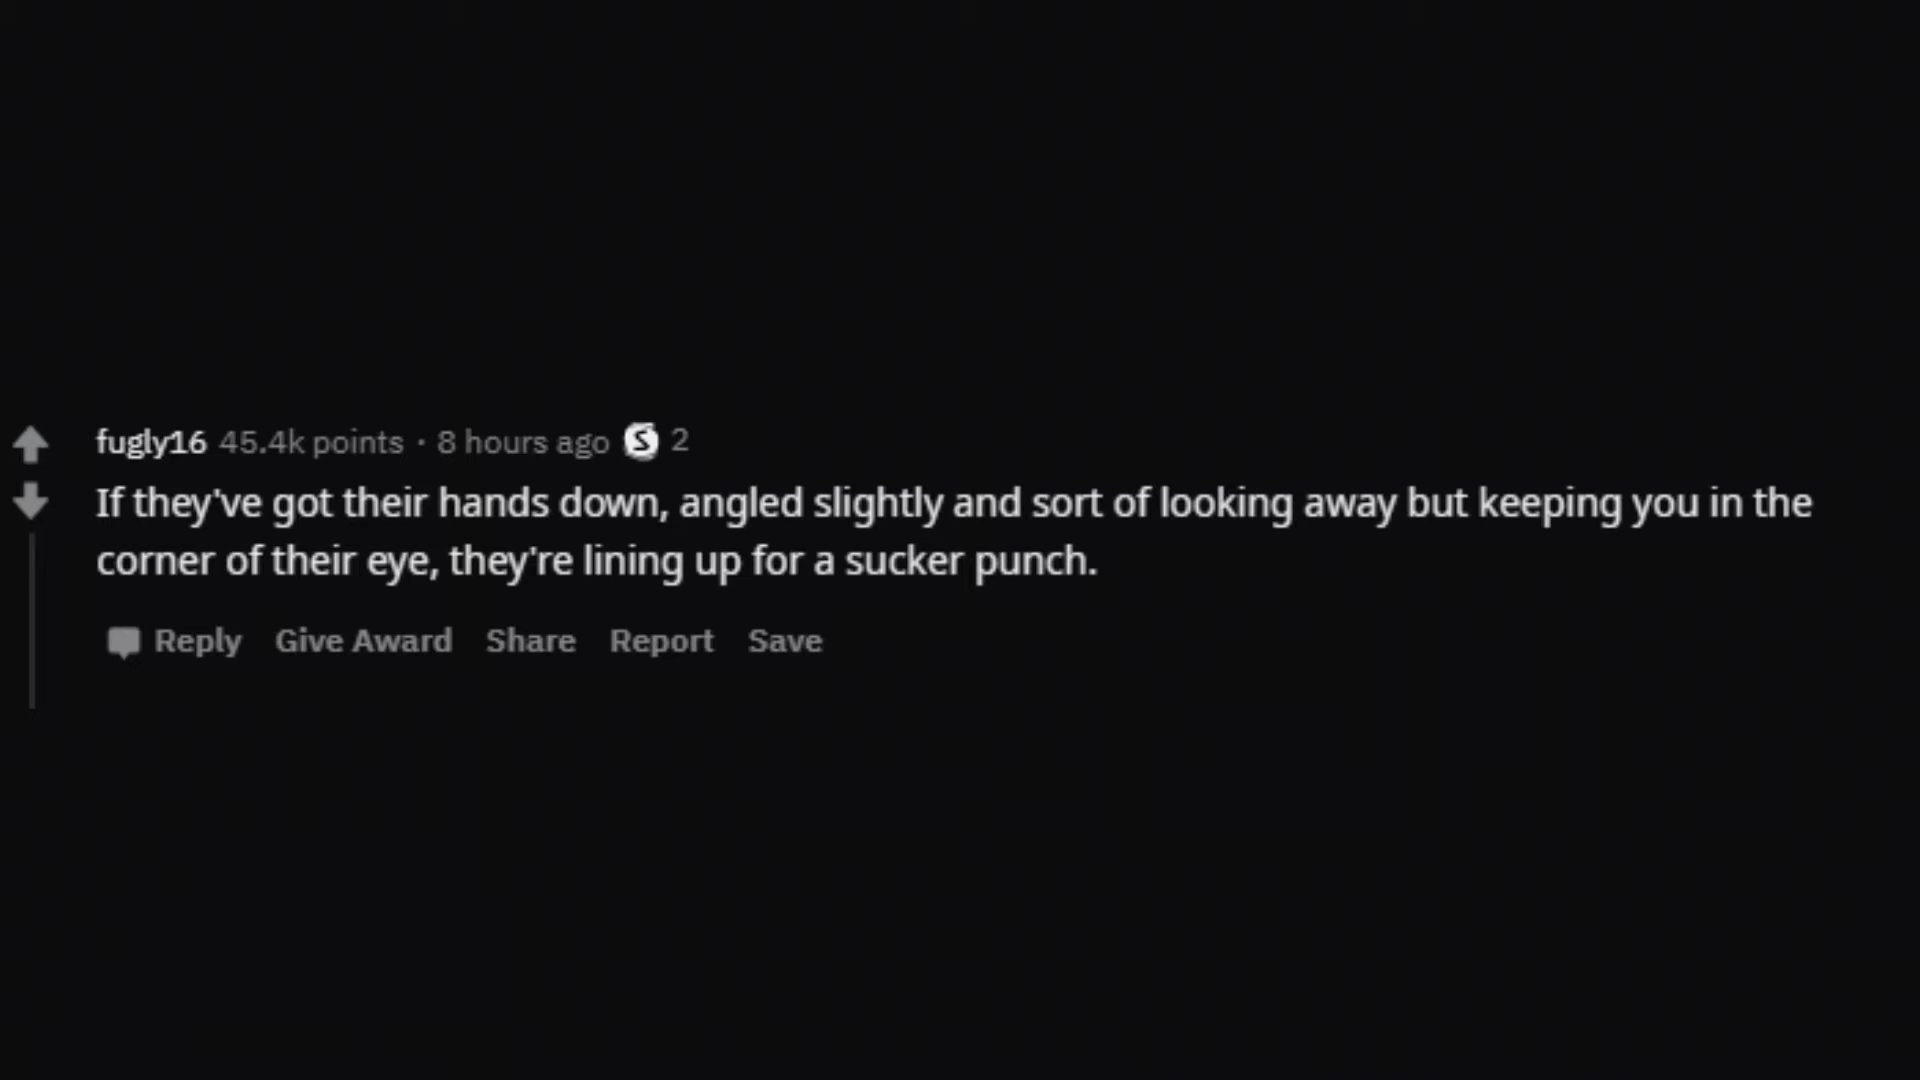 fugly16 45.4k points · 8 hours ago S 2
If they've got their hands down, angled slightly and sort of looking away but keeping you in the
corner of their eye, they're lining up for a sucker punch.
Reply Give Award Share Report Save